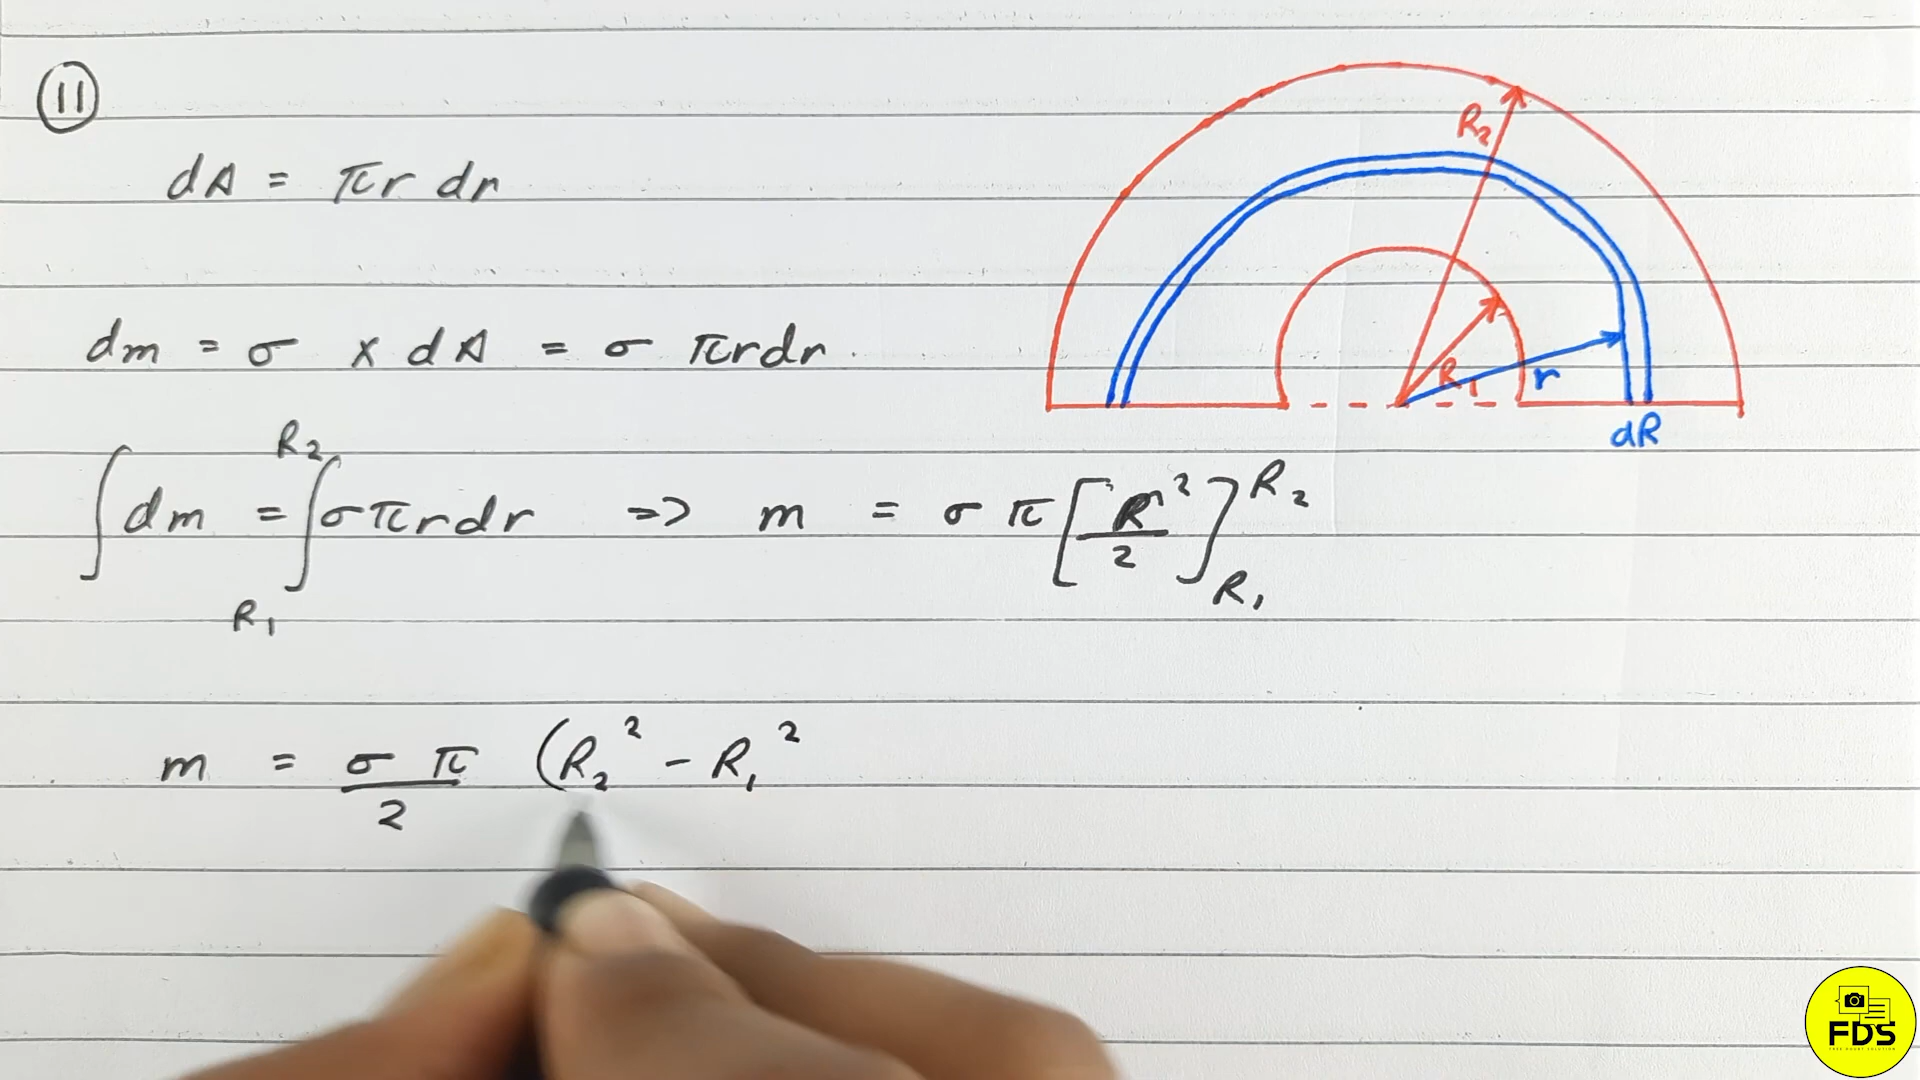 11
dA = πr dr
R₂
dm = σ × dA = σ πrdr.
R₁ r
dR
∫dm = ∫_{R₁}^{R₂} σπrdr => m = σ π [r²/2]_{R₁}^{R₂}
m = σ π/2 (R₂² - R₁²
FDS